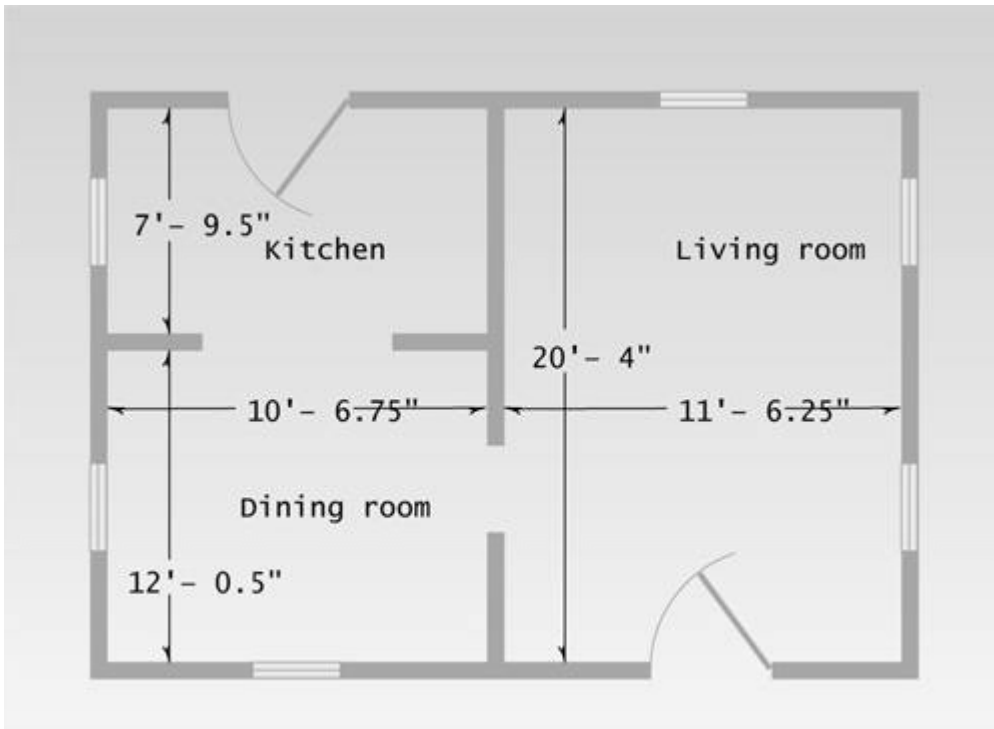 7'- 9.5"
Kitchen
Living room
20'- 4"
10'- 6.75"
11'- 6.25"
Dining room
12'- 0.5"